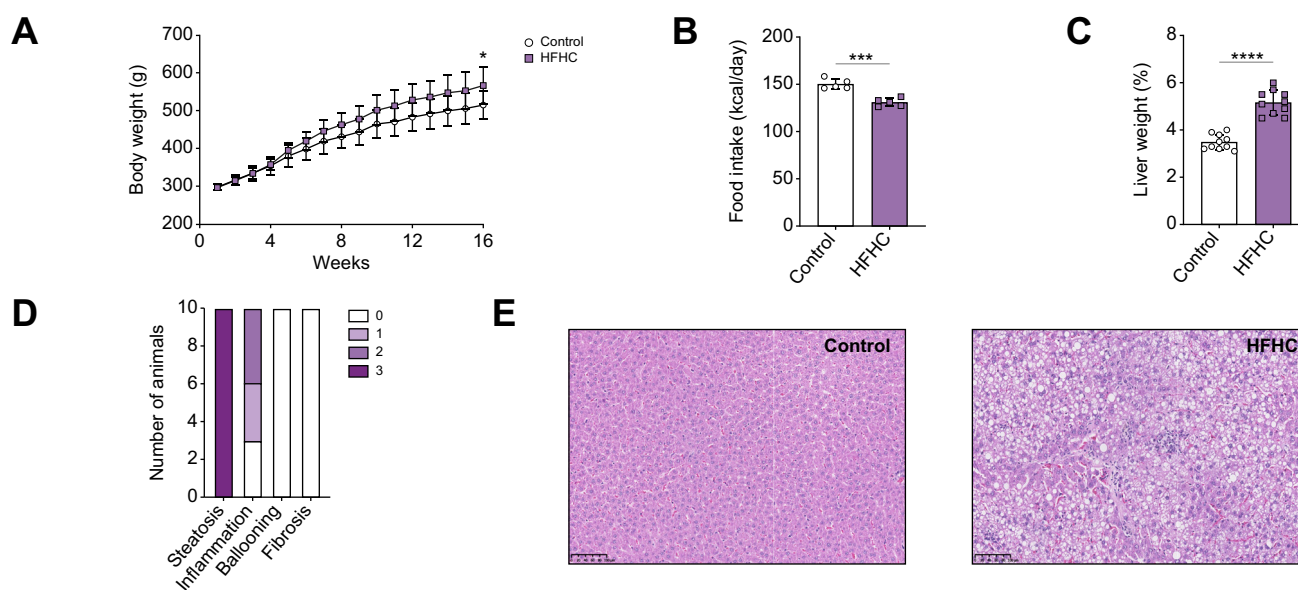 A
Body weight (g)
700
600
500
400
300
200
0
4
8
12
16
Weeks
*
Control
HFHC
B
Food intake (kcal/day)
200
150
100
50
0
***
Control
HFHC
C
Liver weight (%)
8
6
4
2
0
****
Control
HFHC
D
Number of animals
10
8
6
4
2
0
Steatosis
Inflammation
Ballooning
Fibrosis
0
1
2
3
E
Control
HFHC